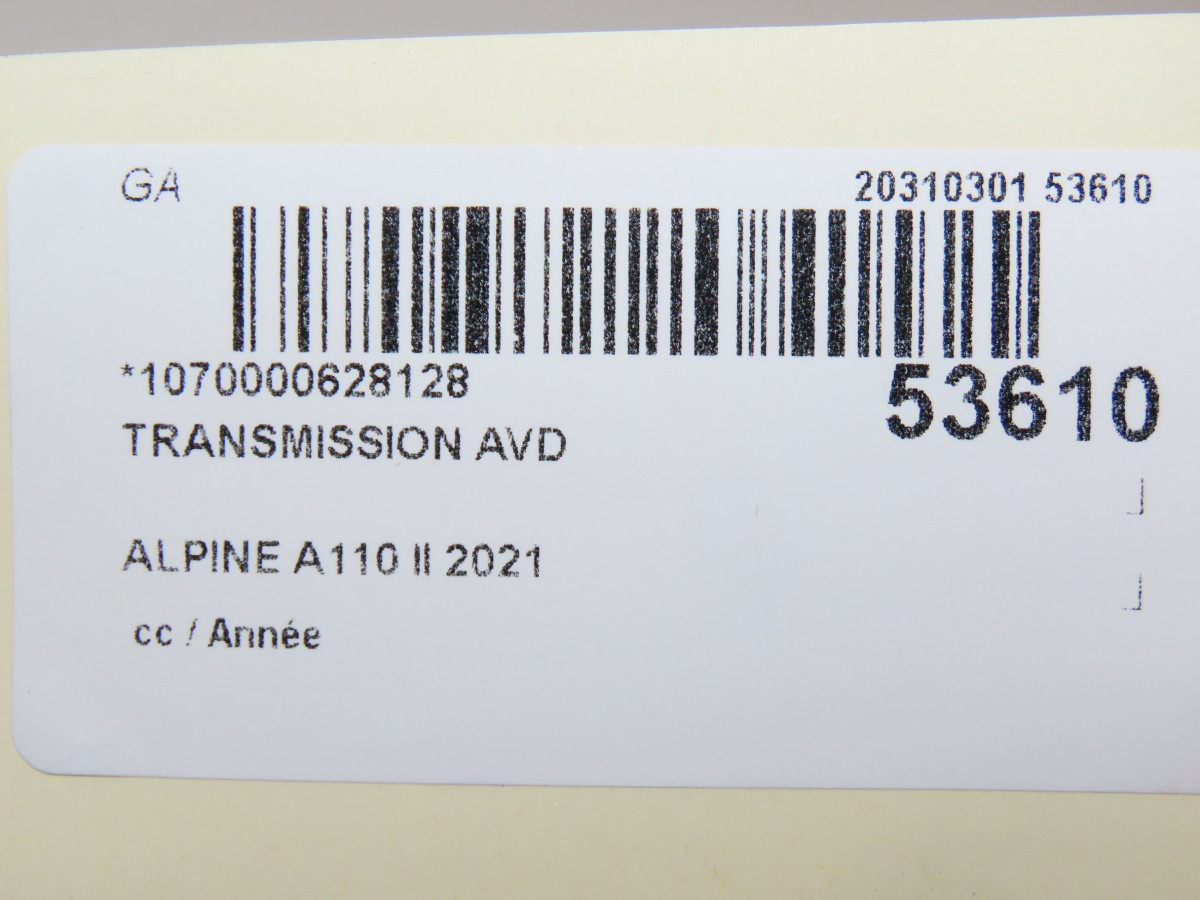 GA 20310301 53610
*1070000628128
53610
TRANSMISSION AVD
ALPINE A110 II 2021
cc / Année